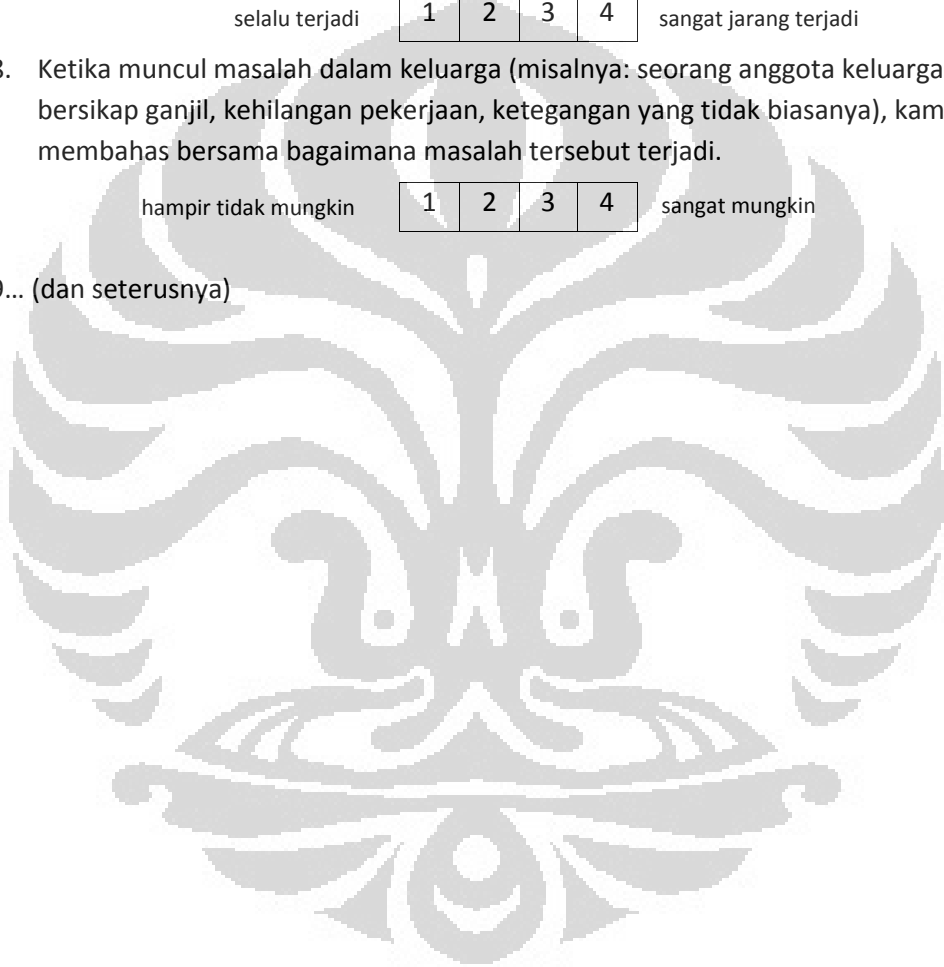 selalu terjadi 1 2 3 4 sangat jarang terjadi
. Ketika muncul masalah dalam keluarga (misalnya: seorang anggota keluarga
bersikap ganjil, kehilangan pekerjaan, ketegangan yang tidak biasanya), kam
membahas bersama bagaimana masalah tersebut terjadi.
hampir tidak mungkin 1 2 3 4 sangat mungkin
... (dan seterusnya)